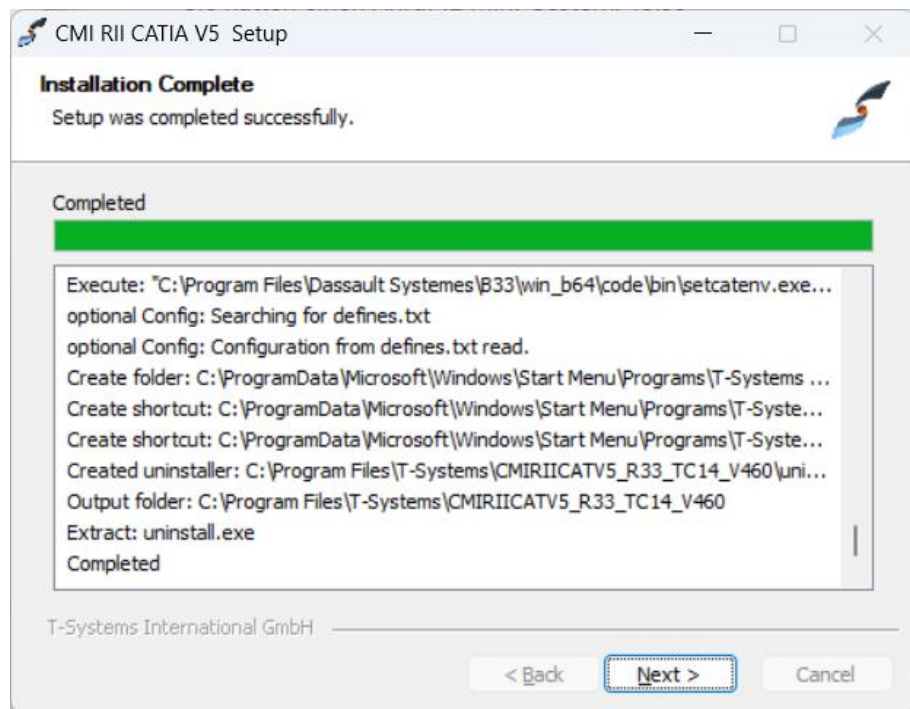 CMI RII CATIA V5 Setup
Installation Complete
Setup was completed successfully.
Completed
Execute: "C:\Program Files\Dassault Systemes\B33\win_b64\code\bin\setcatenv.exe...
optional Config: Searching for defines.txt
optional Config: Configuration from defines.txt read.
Create folder: C:\ProgramData\Microsoft\Windows\Start Menu\Programs\T-Systems ...
Create shortcut: C:\ProgramData\Microsoft\Windows\Start Menu\Programs\T-Syste...
Create shortcut: C:\ProgramData\Microsoft\Windows\Start Menu\Programs\T-Syste...
Created uninstaller: C:\Program Files\T-Systems\CMIRIICATV5_R33_TC14_V460\uni...
Output folder: C:\Program Files\T-Systems\CMIRIICATV5_R33_TC14_V460
Extract: uninstall.exe
Completed
T-Systems International GmbH
< Back Next > Cancel